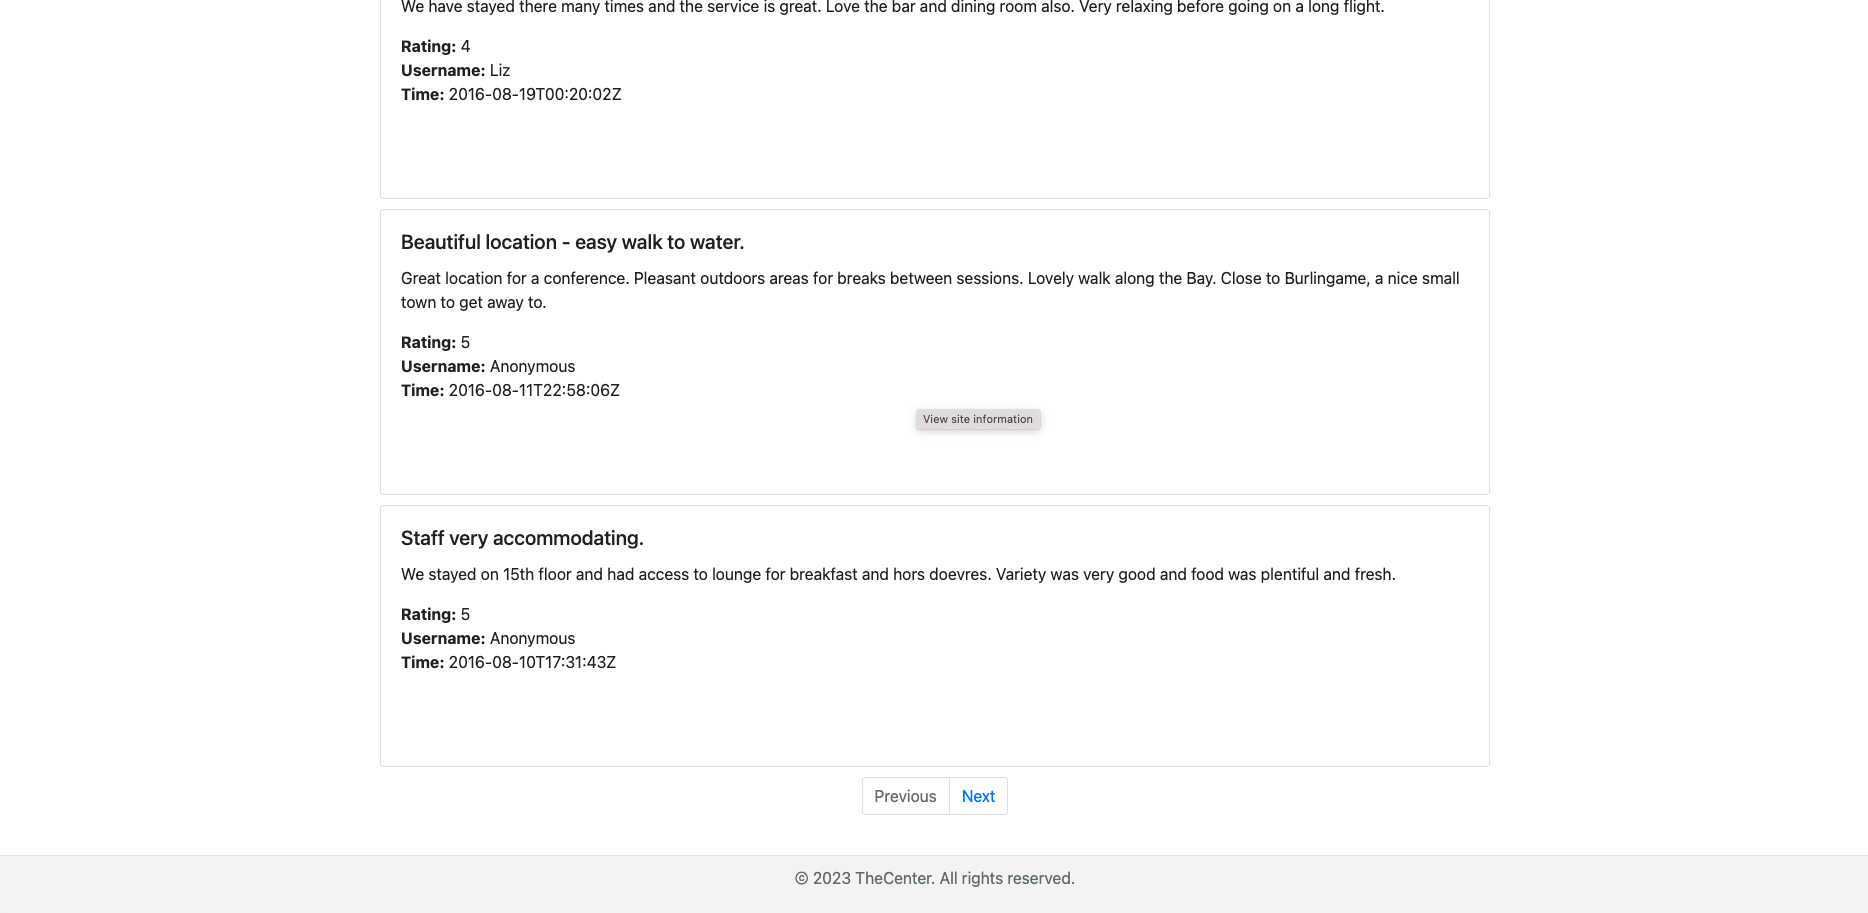 We have stayed there many times and the service is great. Love the bar and dining room also. Very relaxing before going on a long flight.
Rating: 4
Username: Liz
Time: 2016-08-19T00:20:02Z
Beautiful location - easy walk to water.
Great location for a conference. Pleasant outdoors areas for breaks between sessions. Lovely walk along the Bay. Close to Burlingame, a nice small
town to get away to.
Rating: 5
Username: Anonymous
Time: 2016-08-11T22:58:06Z
View site information
Staff very accommodating.
We stayed on 15th floor and had access to lounge for breakfast and hors doevres. Variety was very good and food was plentiful and fresh.
Rating: 5
Username: Anonymous
Time: 2016-08-10T17:31:43Z
Previous Next
© 2023 TheCenter. All rights reserved.